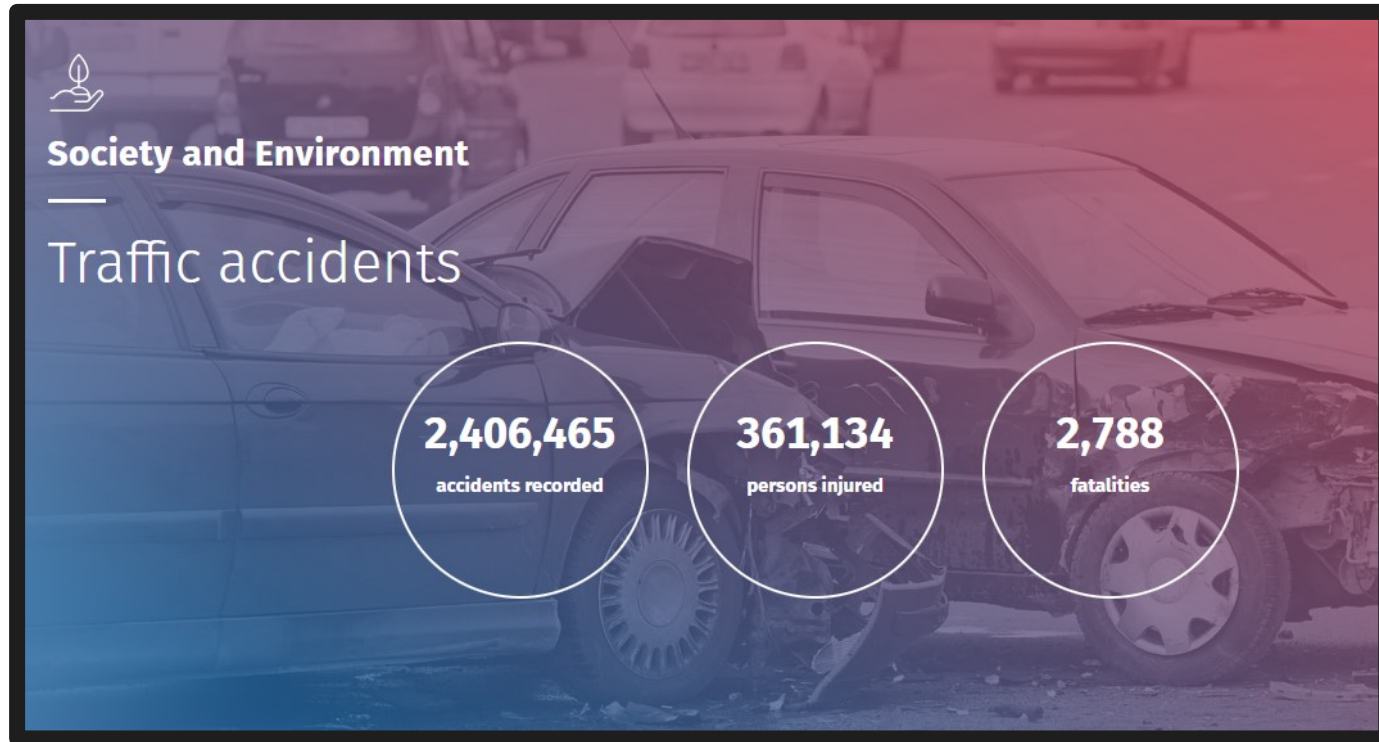 Society and Environment
Traffic accidents
2,406,465
accidents recorded
361,134
persons injured
2,788
fatalities